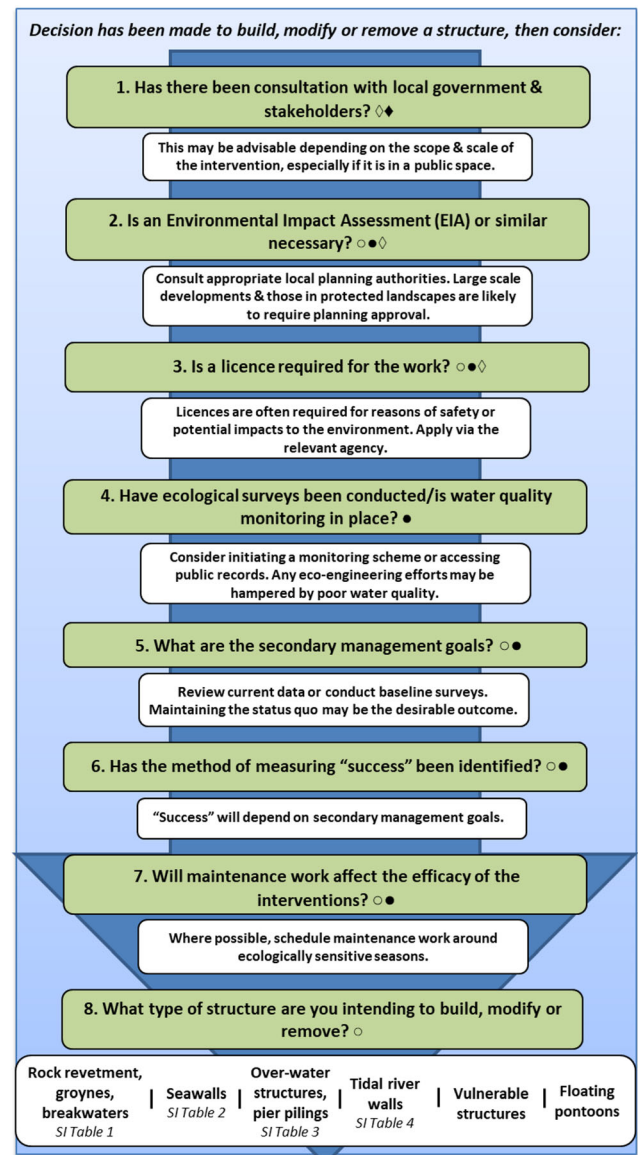 Decision has been made to build, modify or remove a structure, then consider:
1. Has there been consultation with local government &
stakeholders? ◊♦
This may be advisable depending on the scope & scale of
the intervention, especially if it is in a public space.
2. Is an Environmental Impact Assessment (EIA) or similar
necessary? ○●◊
Consult appropriate local planning authorities. Large scale
developments & those in protected landscapes are likely
to require planning approval.
3. Is a licence required for the work? ○●◊
Licences are often required for reasons of safety or
potential impacts to the environment. Apply via the
relevant agency.
4. Have ecological surveys been conducted/is water quality
monitoring in place? ●
Consider initiating a monitoring scheme or accessing
public records. Any eco-engineering efforts may be
hampered by poor water quality.
5. What are the secondary management goals? ○●
Review current data or conduct baseline surveys.
Maintaining the status quo may be the desirable outcome.
6. Has the method of measuring “success” been identified? ○●
“Success” will depend on secondary management goals.
7. Will maintenance work affect the efficacy of the
interventions? ○●
Where possible, schedule maintenance work around
ecologically sensitive seasons.
8. What type of structure are you intending to build, modify or
remove? ○
Rock revetment,
groynes,
breakwaters
SI Table 1
Seawalls
SI Table 2
Over-water
structures,
pier pilings
SI Table 3
Tidal river
walls
SI Table 4
Vulnerable
structures
Floating
pontoons